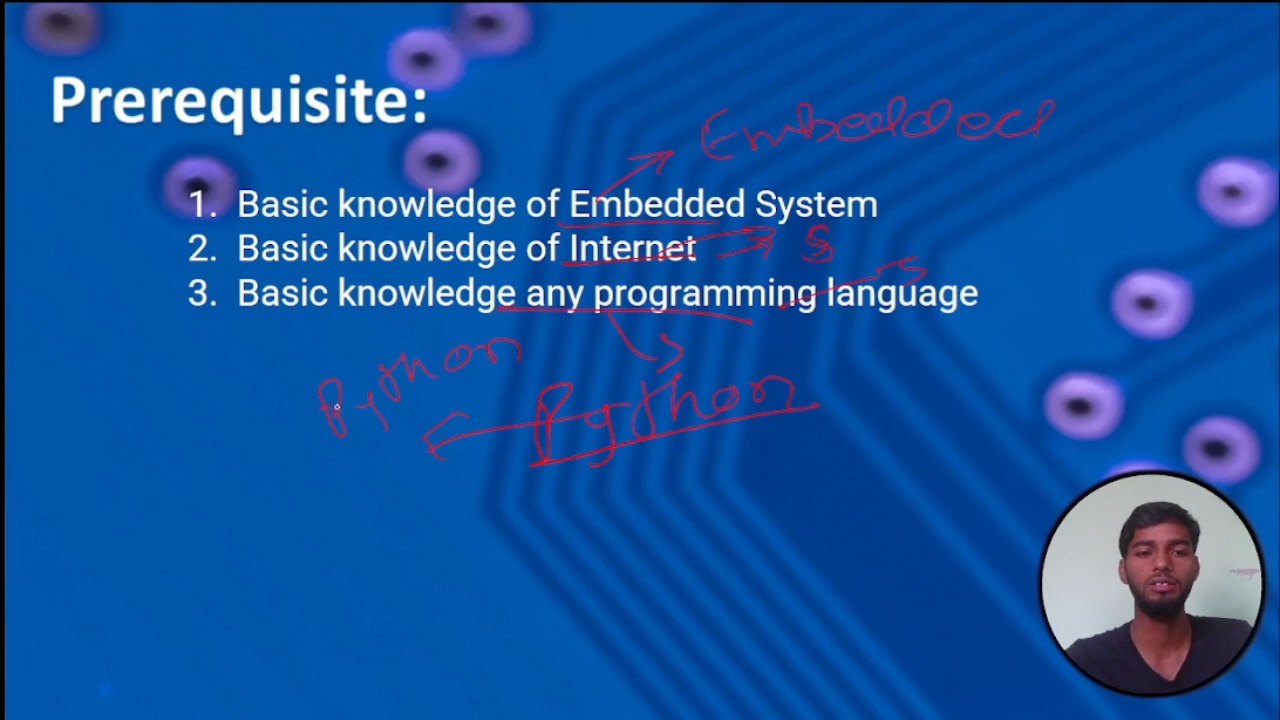 Prerequisite:
Embedded
1. Basic knowledge of Embedded System
2. Basic knowledge of Internet
3. Basic knowledge any programming language
Python
Python